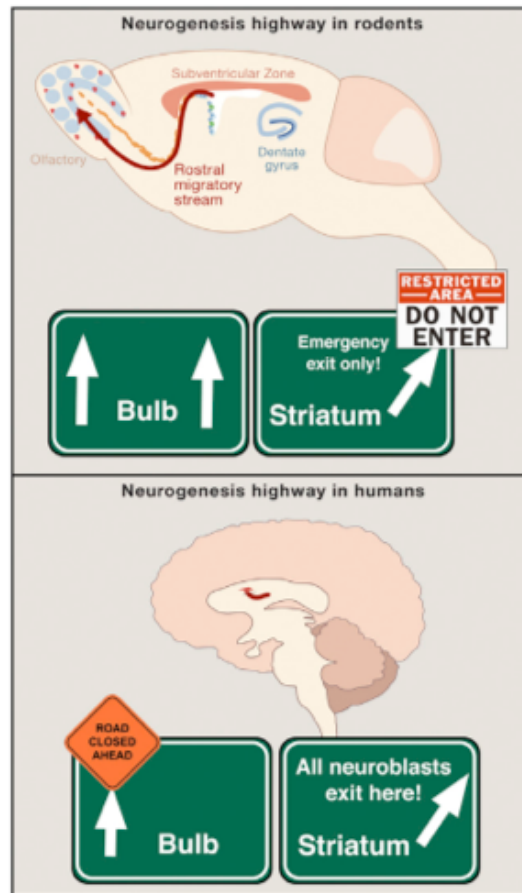 Neurogenesis highway in rodents
Subventricular Zone
Olfactory
Dentate
gyrus
Rostral
migratory
stream
RESTRICTED
AREA
DO NOT
ENTER
Bulb
Emergency
exit only!
Striatum
Neurogenesis highway in humans
ROAD
CLOSED
AHEAD
Bulb
All neuroblasts
exit here!
Striatum